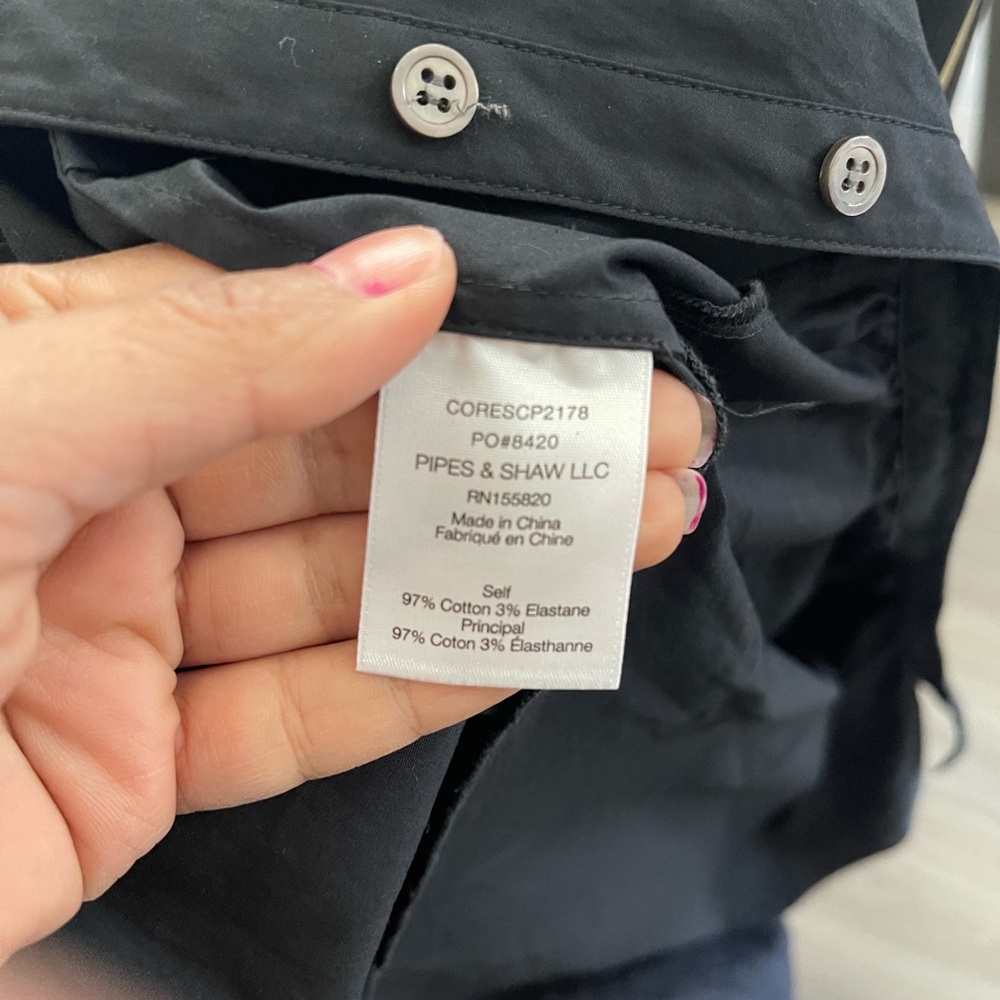 CORESCP2178
PO#8420
PIPES & SHAW LLC
RN155820
Made in China
Fabriqué en Chine
Self
97% Cotton 3% Elastane
Principal
97% Coton 3% Élasthanne